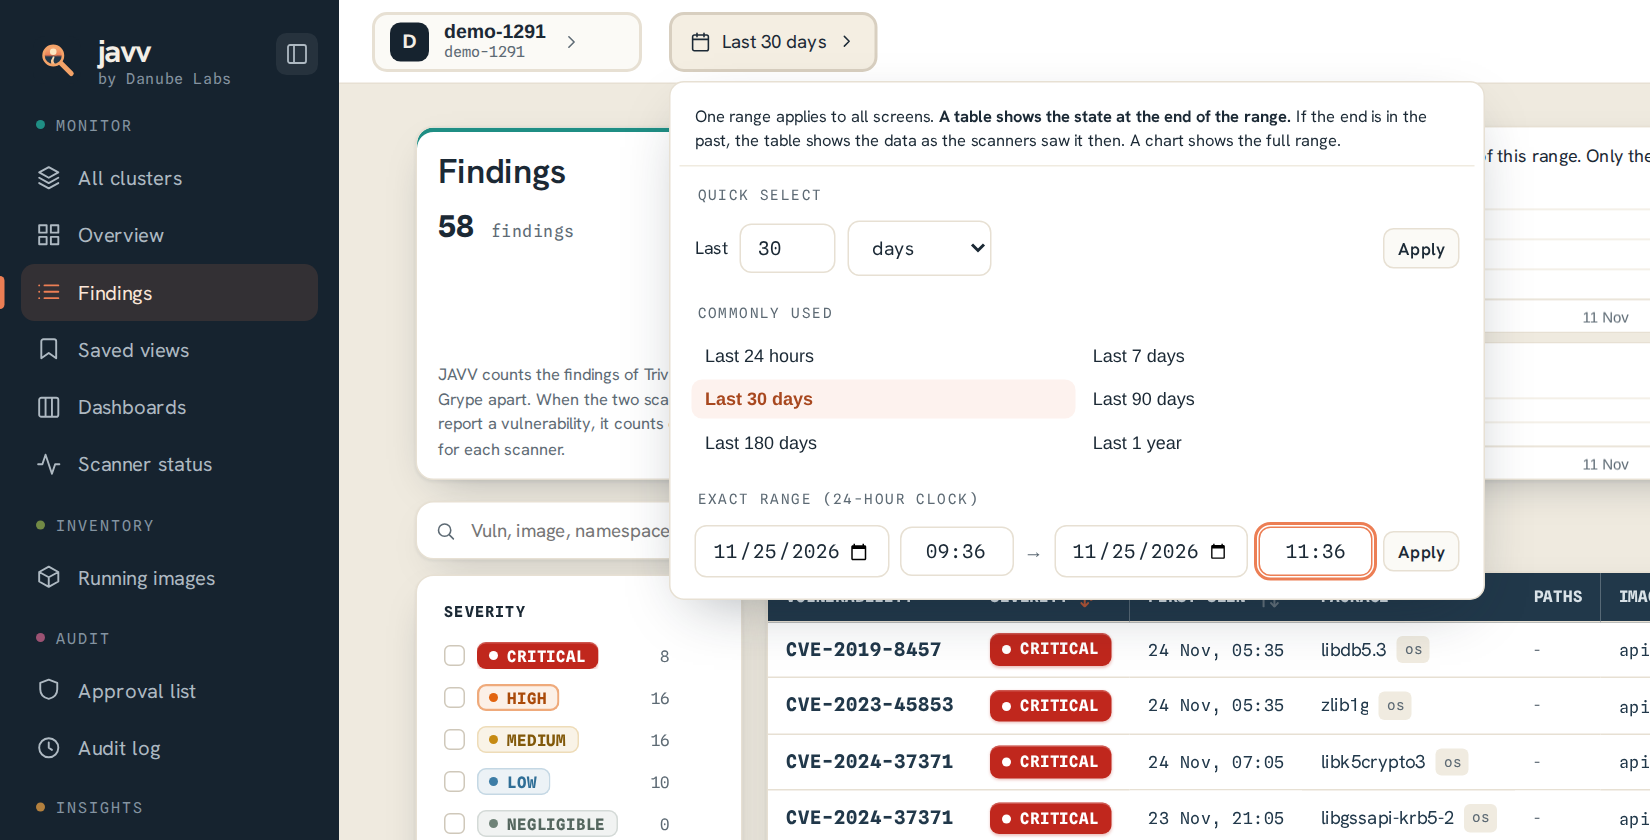 javv
by Danube Labs
MONITOR
All clusters
Overview
Findings
Saved views
Dashboards
Scanner status
INVENTORY
Running images
AUDIT
Approval list
Audit log
INSIGHTS
D
demo-1291
demo-1291
Last 30 days
Findings
58 findings
JAVV counts the findings of Triv
Grype apart. When the two sca
report a vulnerability, it counts
for each scanner.
Vuln, image, namespace
SEVERITY
CRITICAL 8
HIGH 16
MEDIUM 16
LOW 10
NEGLIGIBLE 0
One range applies to all screens. A table shows the state at the end of the range. If the end is in the
past, the table shows the data as the scanners saw it then. A chart shows the full range.
QUICK SELECT
Last 30 days Apply
COMMONLY USED
Last 24 hours Last 7 days
Last 30 days Last 90 days
Last 180 days Last 1 year
EXACT RANGE (24-HOUR CLOCK)
11/25/2026 09:36 → 11/25/2026 11:36 Apply
of this range. Only the
11 Nov
11 Nov
PATHS IMAG
CVE-2019-8457 CRITICAL 24 Nov, 05:35 libdb5.3 os - api
CVE-2023-45853 CRITICAL 24 Nov, 05:35 zlib1g os - api
CVE-2024-37371 CRITICAL 24 Nov, 07:05 libk5crypto3 os - api
CVE-2024-37371 CRITICAL 23 Nov, 21:05 libgssapi-krb5-2 os - api